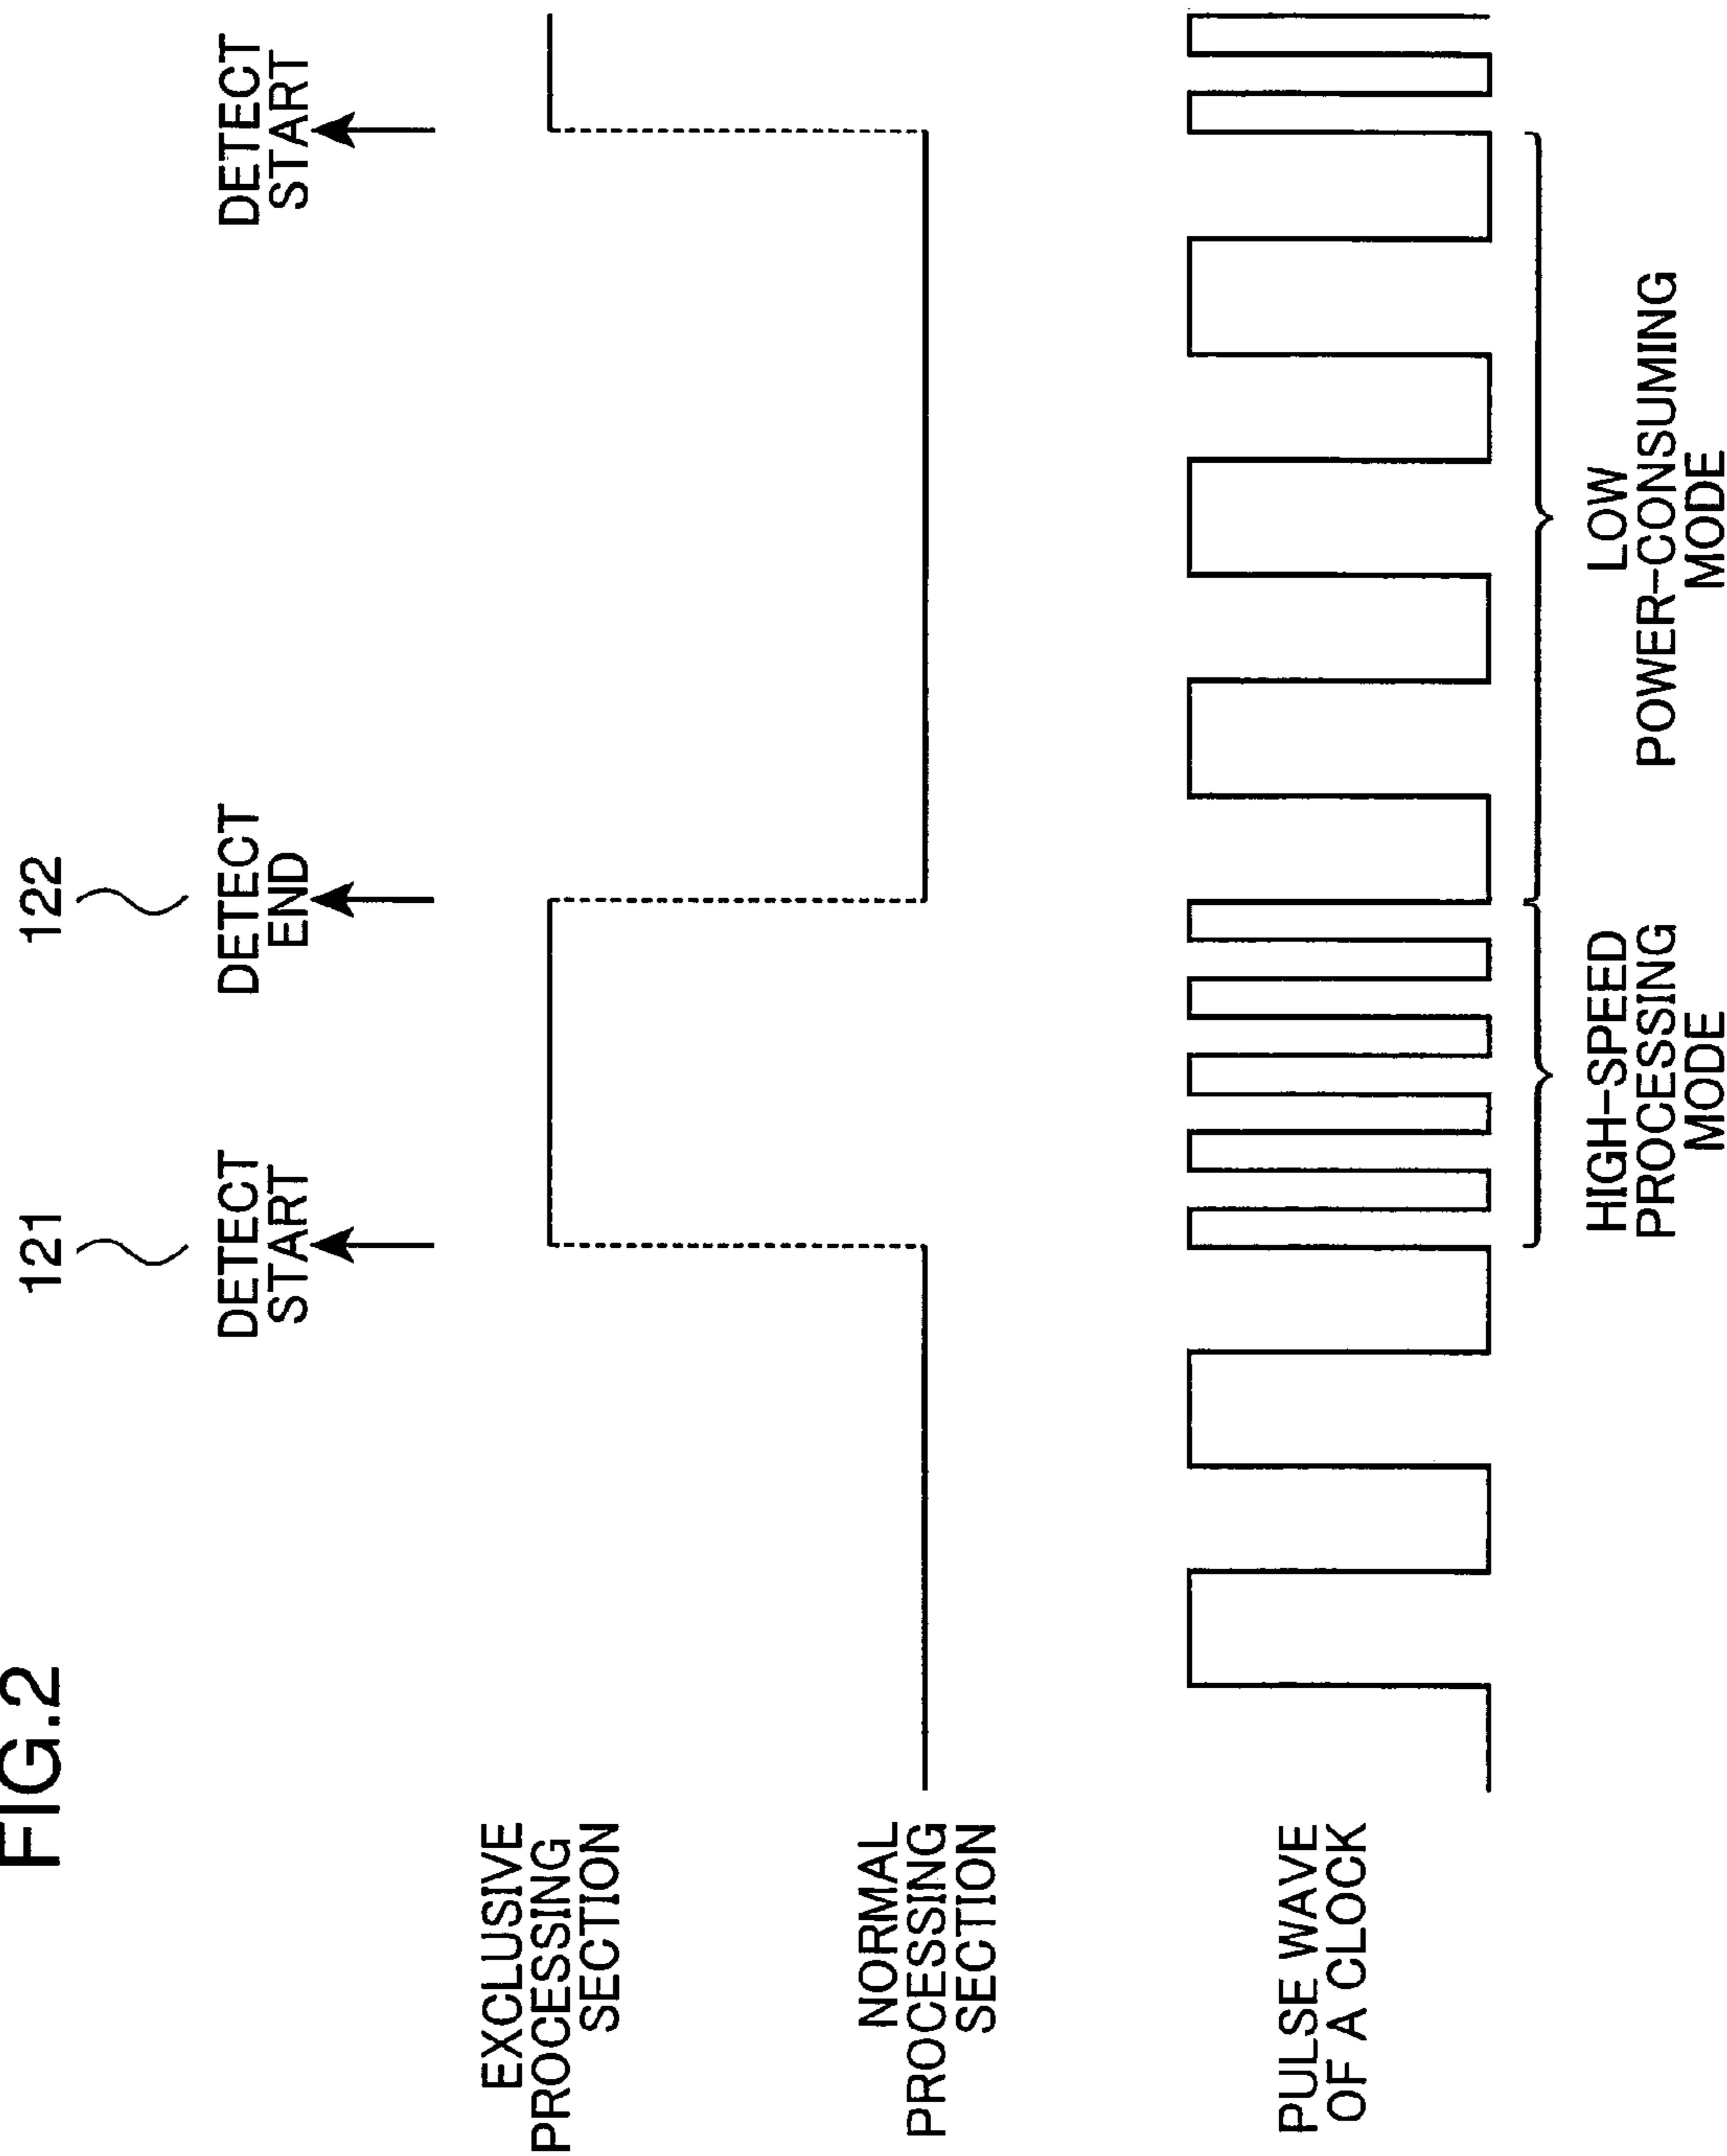 FIG.2
121
122
DETECT
START
DETECT
END
DETECT
START
EXCLUSIVE
PROCESSING
SECTION
NORMAL
PROCESSING
SECTION
PULSE WAVE
OF A CLOCK
HIGH-SPEED
PROCESSING
MODE
LOW
POWER-CONSUMING
MODE